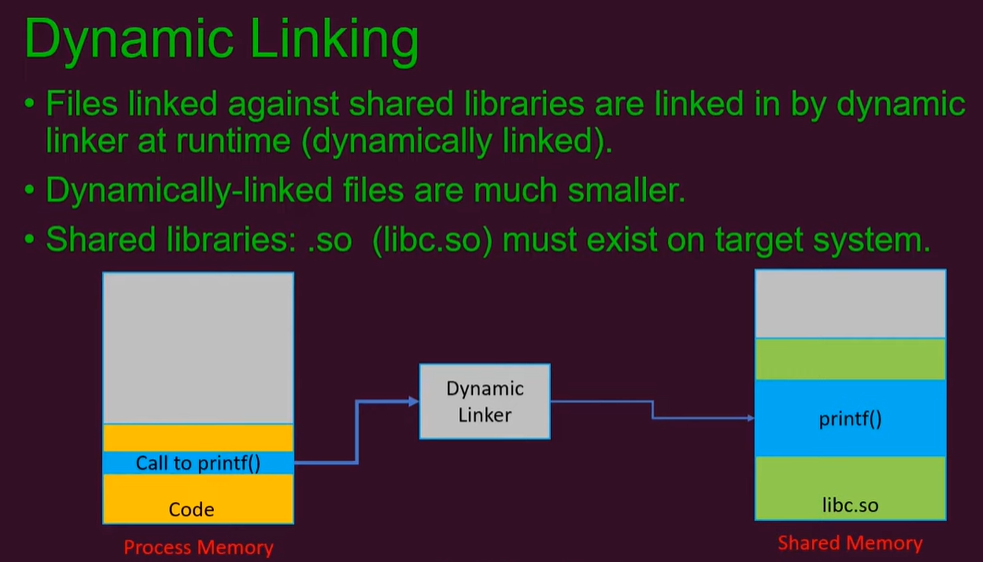 Dynamic Linking
• Files linked against shared libraries are linked in by dynamic
linker at runtime (dynamically linked).
• Dynamically-linked files are much smaller.
• Shared libraries: .so (libc.so) must exist on target system.
Dynamic
Linker
printf()
Call to printf()
Code
libc.so
Process Memory
Shared Memory